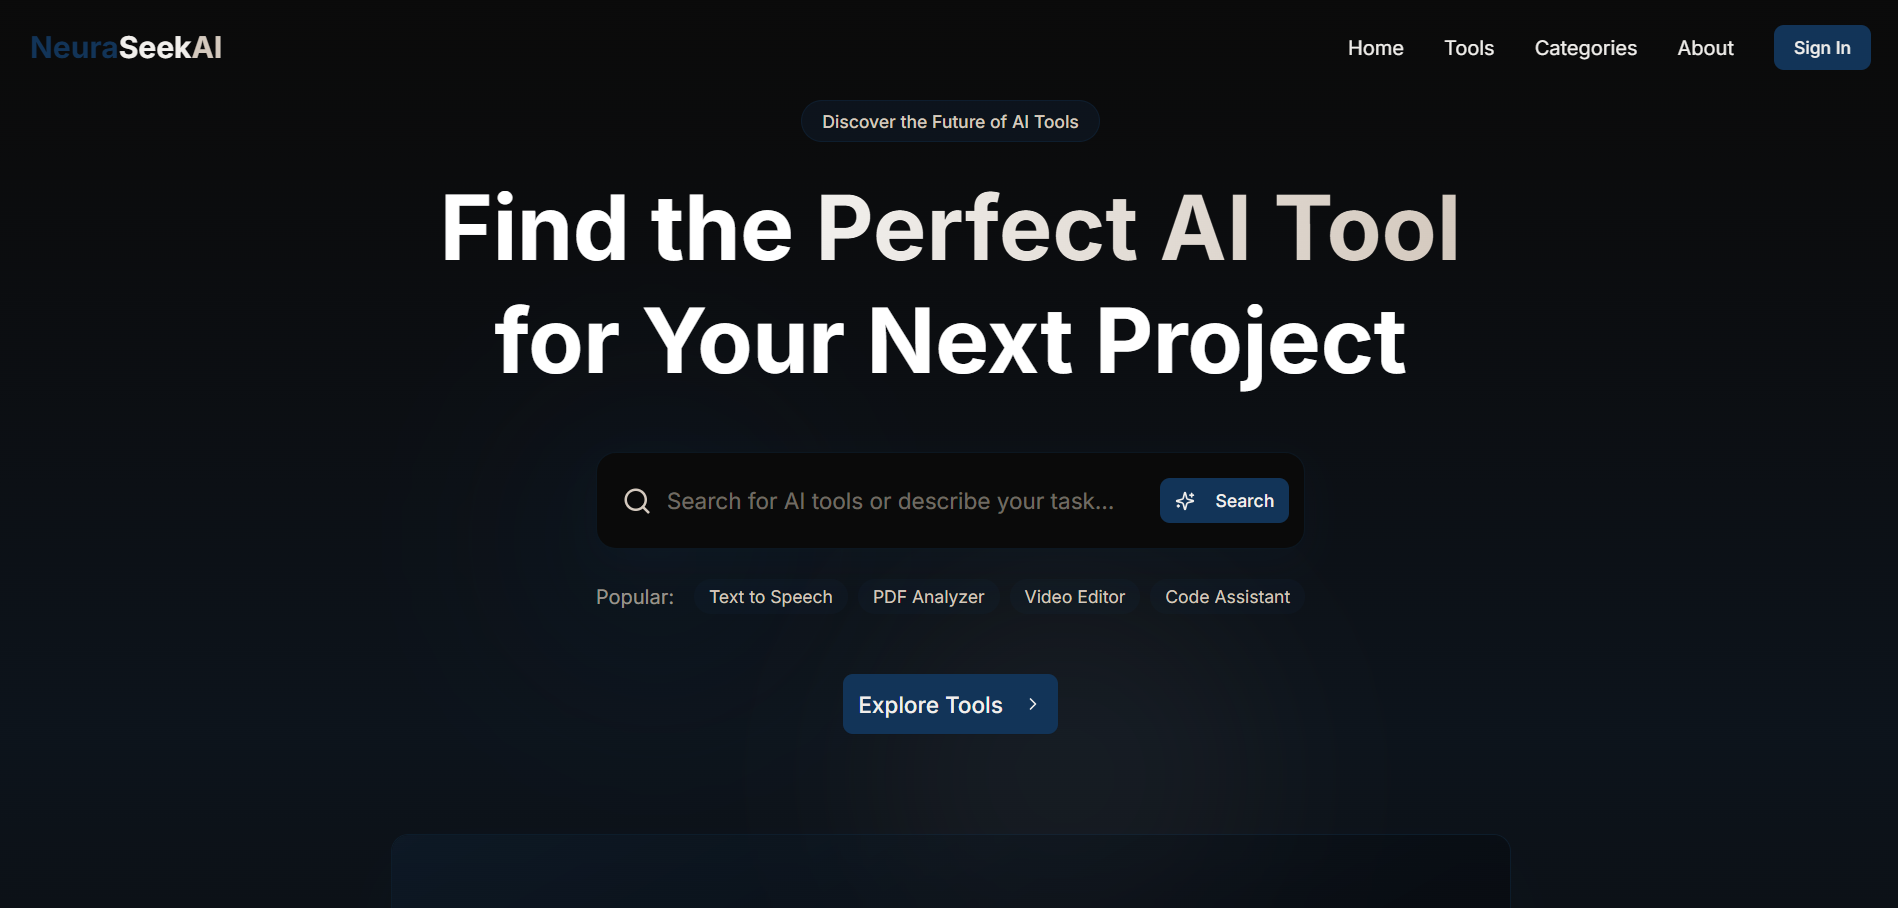 NeuraSeekAI
Home
Tools
Categories
About
Sign In
Discover the Future of AI Tools
Find the Perfect AI Tool
for Your Next Project
Search for AI tools or describe your task...
Search
Popular:
Text to Speech
PDF Analyzer
Video Editor
Code Assistant
Explore Tools